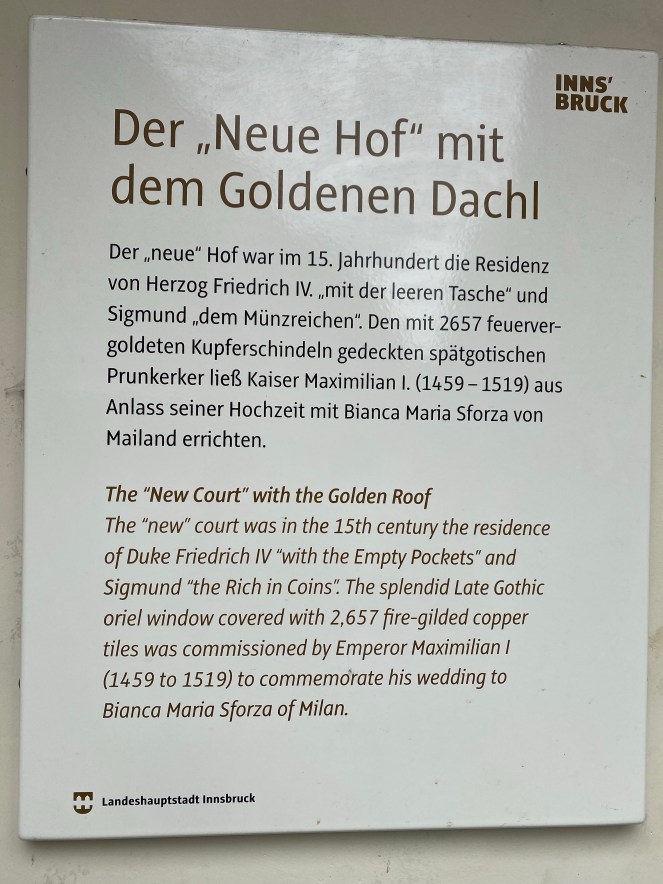 INNS'
BRUCK
Der „Neue Hof“ mit
dem Goldenen Dachl
Der „neue“ Hof war im 15. Jahrhundert die Residenz
von Herzog Friedrich IV. „mit der leeren Tasche“ und
Sigmund „dem Münzreichen“. Den mit 2657 feuerver-
goldeten Kupferschindeln gedeckten spätgotischen
Prunkerker ließ Kaiser Maximilian I. (1459 – 1519) aus
Anlass seiner Hochzeit mit Bianca Maria Sforza von
Mailand errichten.
The “New Court” with the Golden Roof
The “new” court was in the 15th century the residence
of Duke Friedrich IV “with the Empty Pockets” and
Sigmund “the Rich in Coins”. The splendid Late Gothic
oriel window covered with 2,657 fire-gilded copper
tiles was commissioned by Emperor Maximilian I
(1459 to 1519) to commemorate his wedding to
Bianca Maria Sforza of Milan.
Landeshauptstadt Innsbruck